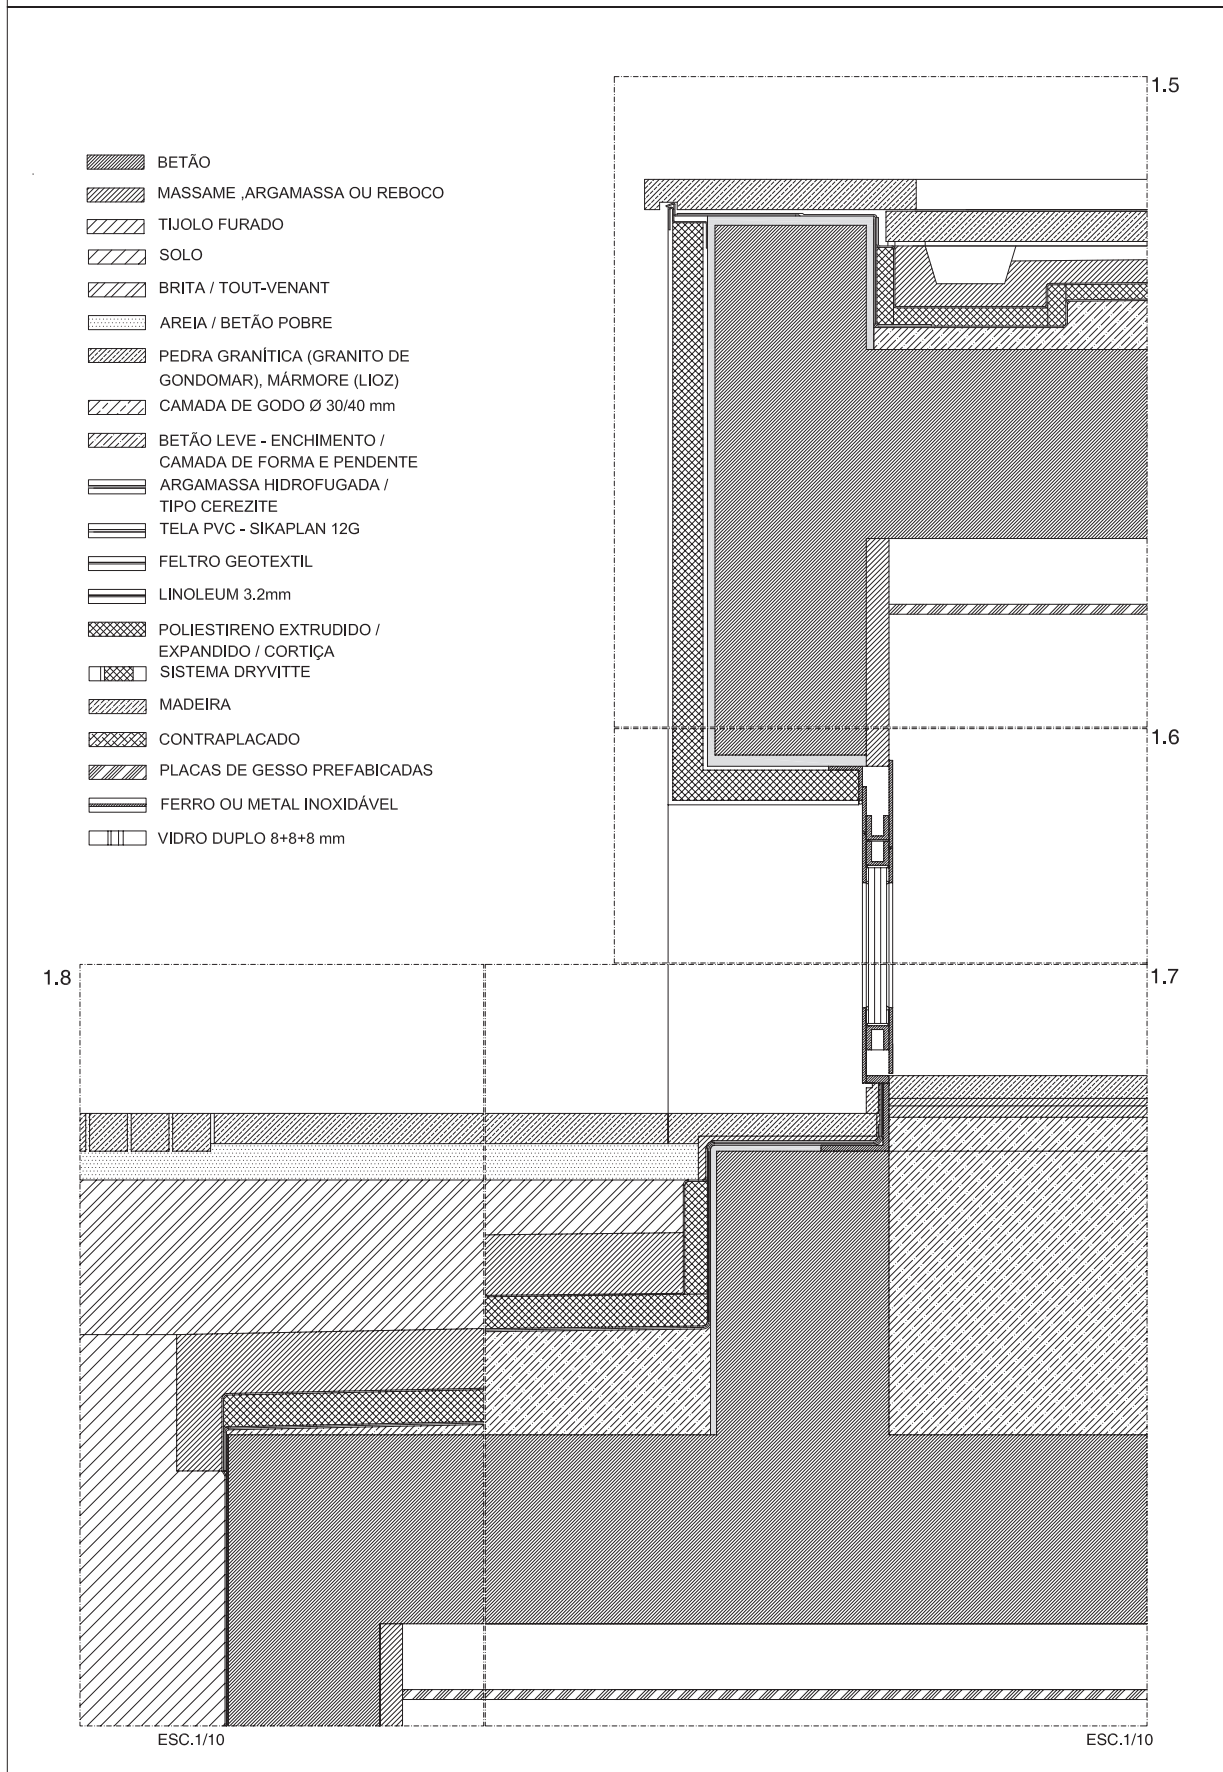 1.5
BETÃO
MASSAME ,ARGAMASSA OU REBOCO
TIJOLO FURADO
SOLO
BRITA / TOUT-VENANT
AREIA / BETÃO POBRE
PEDRA GRANÍTICA (GRANITO DE
GONDOMAR), MÁRMORE (LIOZ)
CAMADA DE GODO Ø 30/40 mm
BETÃO LEVE - ENCHIMENTO /
CAMADA DE FORMA E PENDENTE
ARGAMASSA HIDROFUGADA /
TIPO CEREZITE
TELA PVC - SIKAPLAN 12G
FELTRO GEOTEXTIL
LINOLEUM 3.2mm
POLIESTIRENO EXTRUDIDO /
EXPANDIDO / CORTIÇA
SISTEMA DRYVITTE
MADEIRA
CONTRAPLACADO
PLACAS DE GESSO PREFABICADAS
FERRO OU METAL INOXIDÁVEL
VIDRO DUPLO 8+8+8 mm
1.6
1.8
1.7
ESC.1/10
ESC.1/10